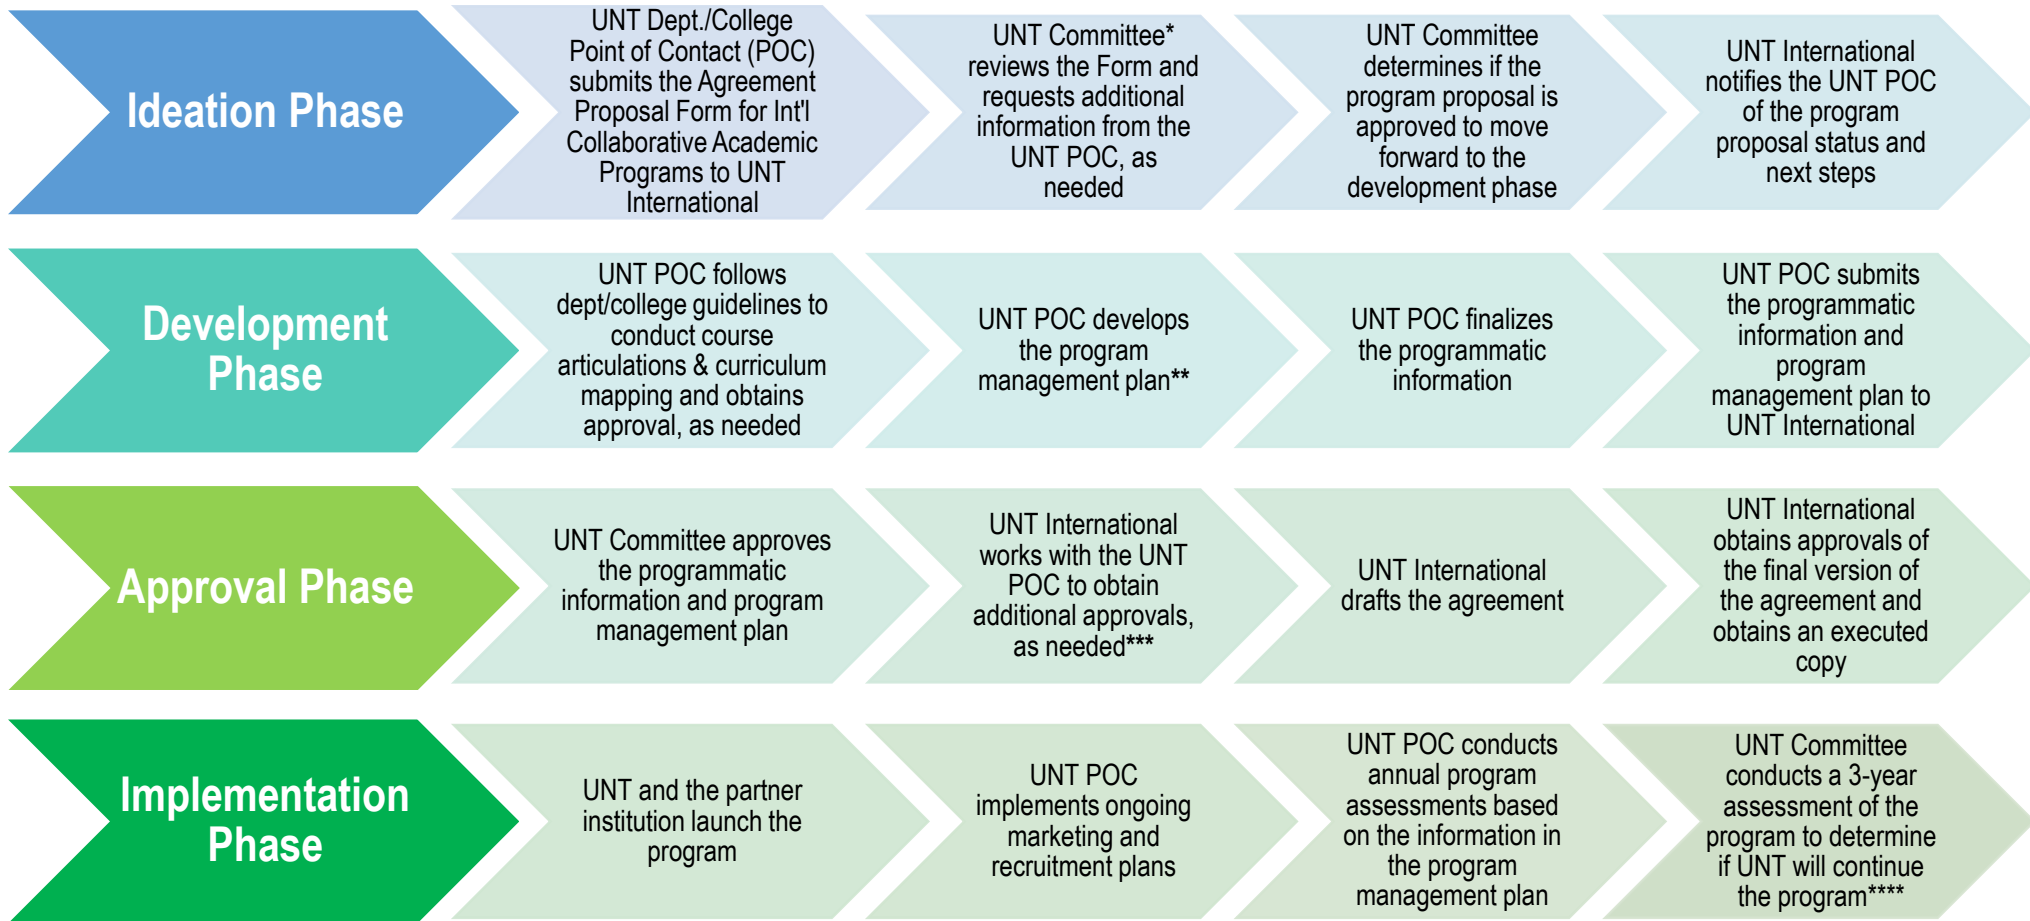 Ideation Phase
UNT Dept./College
Point of Contact (POC)
submits the Agreement
Proposal Form for Int'l
Collaborative Academic
Programs to UNT
International
UNT Committee*
reviews the Form and
requests additional
information from the
UNT POC, as
needed
UNT Committee
determines if the
program proposal is
approved to move
forward to the
development phase
UNT International
notifies the UNT POC
of the program
proposal status and
next steps
Development
Phase
UNT POC follows
dept/college guidelines to
conduct course
articulations & curriculum
mapping and obtains
approval, as needed
UNT POC develops
the program
management plan**
UNT POC finalizes
the programmatic
information
UNT POC submits
the programmatic
information and
program
management plan to
UNT International
Approval Phase
UNT Committee approves
the programmatic
information and program
management plan
UNT International
works with the UNT
POC to obtain
additional approvals,
as needed***
UNT International
drafts the agreement
UNT International
obtains approvals of
the final version of
the agreement and
obtains an executed
copy
Implementation
Phase
UNT and the partner
institution launch the
program
UNT POC
implements ongoing
marketing and
recruitment plans
UNT POC conducts
annual program
assessments based
on the information in
the program
management plan
UNT Committee
conducts a 3-year
assessment of the
program to determine
if UNT will continue
the program****